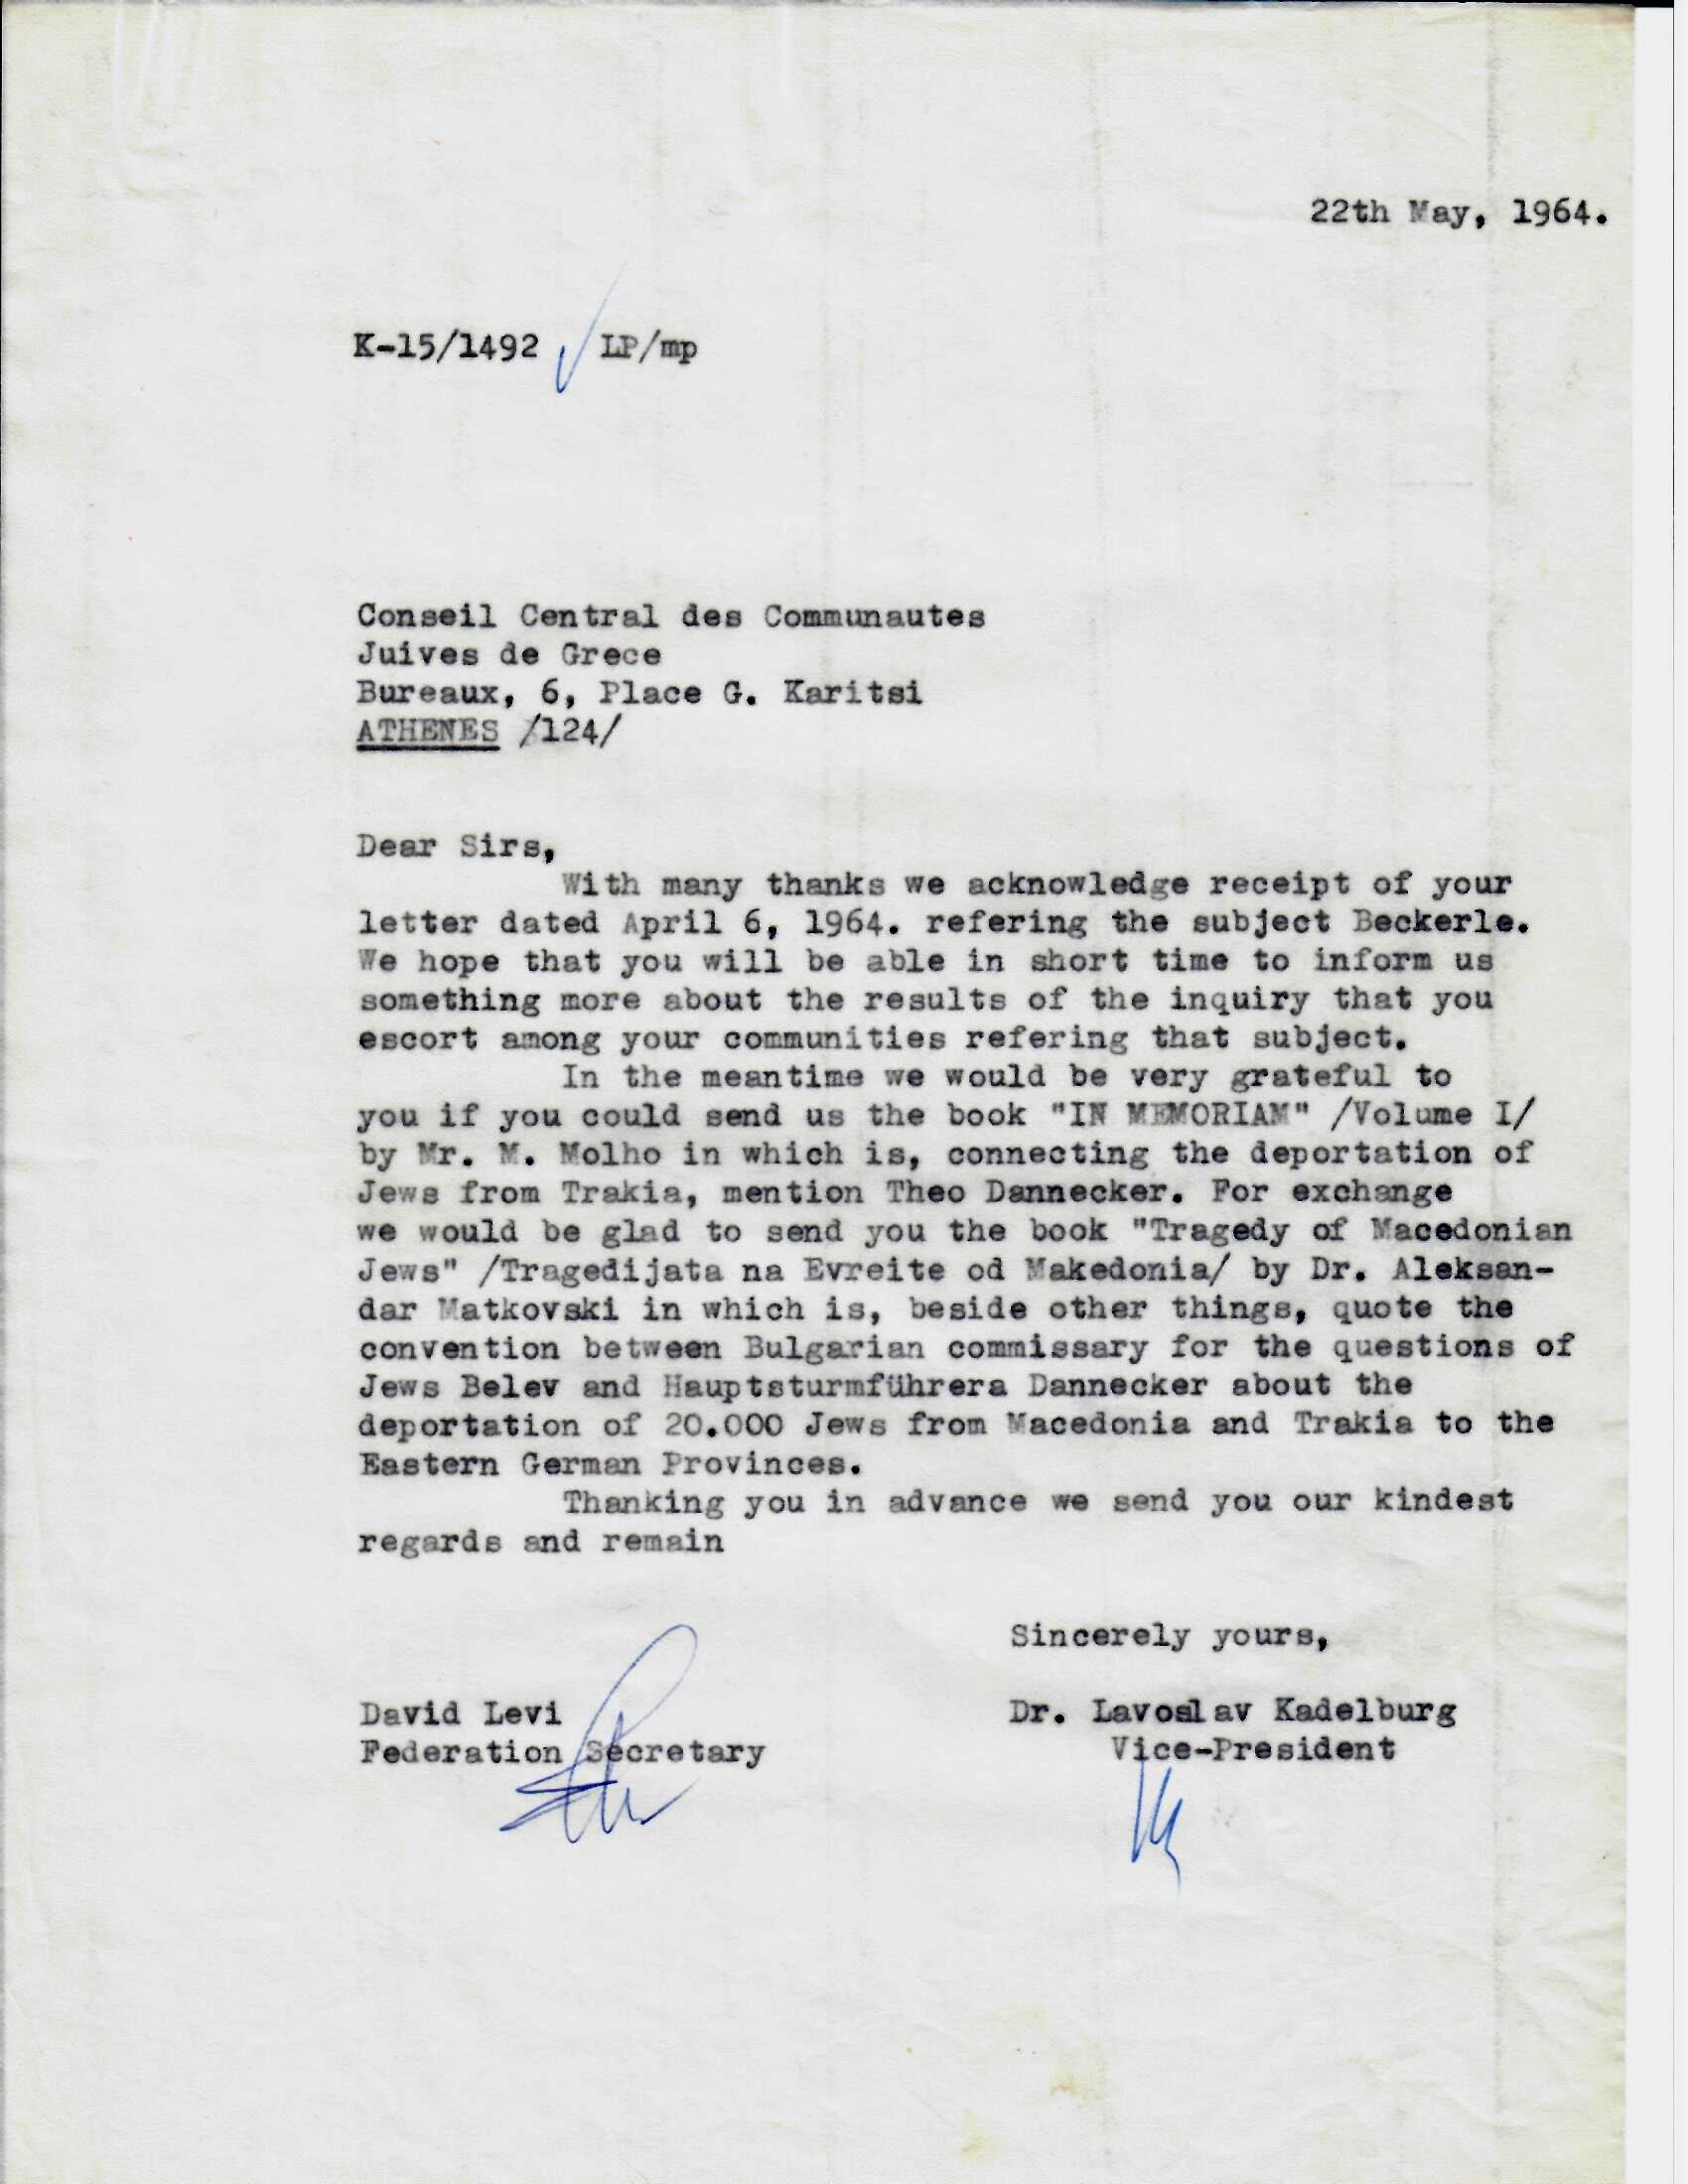 22th May, 1964.
K-15/1492 LP/mp
Conseil Central des Communautes
Juives de Grece
Bureaux, 6, Place G. Karitsi
ATHENES /124/
Dear Sirs,
With many thanks we acknowledge receipt of your
letter dated April 6, 1964. refering the subject Beckerle.
We hope that you will be able in short time to inform us
something more about the results of the inquiry that you
escort among your communities refering that subject.
In the meantime we would be very grateful to
you if you could send us the book "IN MEMORIAM" /Volume I/
by Mr. M. Molho in which is, connecting the deportation of
Jews from Trakia, mention Theo Dannecker. For exchange
we would be glad to send you the book "Tragedy of Macedonian
Jews" /Tragedijata na Evreite od Makedonia/ by Dr. Aleksan-
dar Matkovski in which is, beside other things, quote the
convention between Bulgarian commissary for the questions of
Jews Belev and Hauptsturmführera Dannecker about the
deportation of 20.000 Jews from Macedonia and Trakia to the
Eastern German Provinces.
Thanking you in advance we send you our kindest
regards and remain
Sincerely yours,
David Levi Dr. Lavoslav Kadelburg
Federation Secretary Vice-President